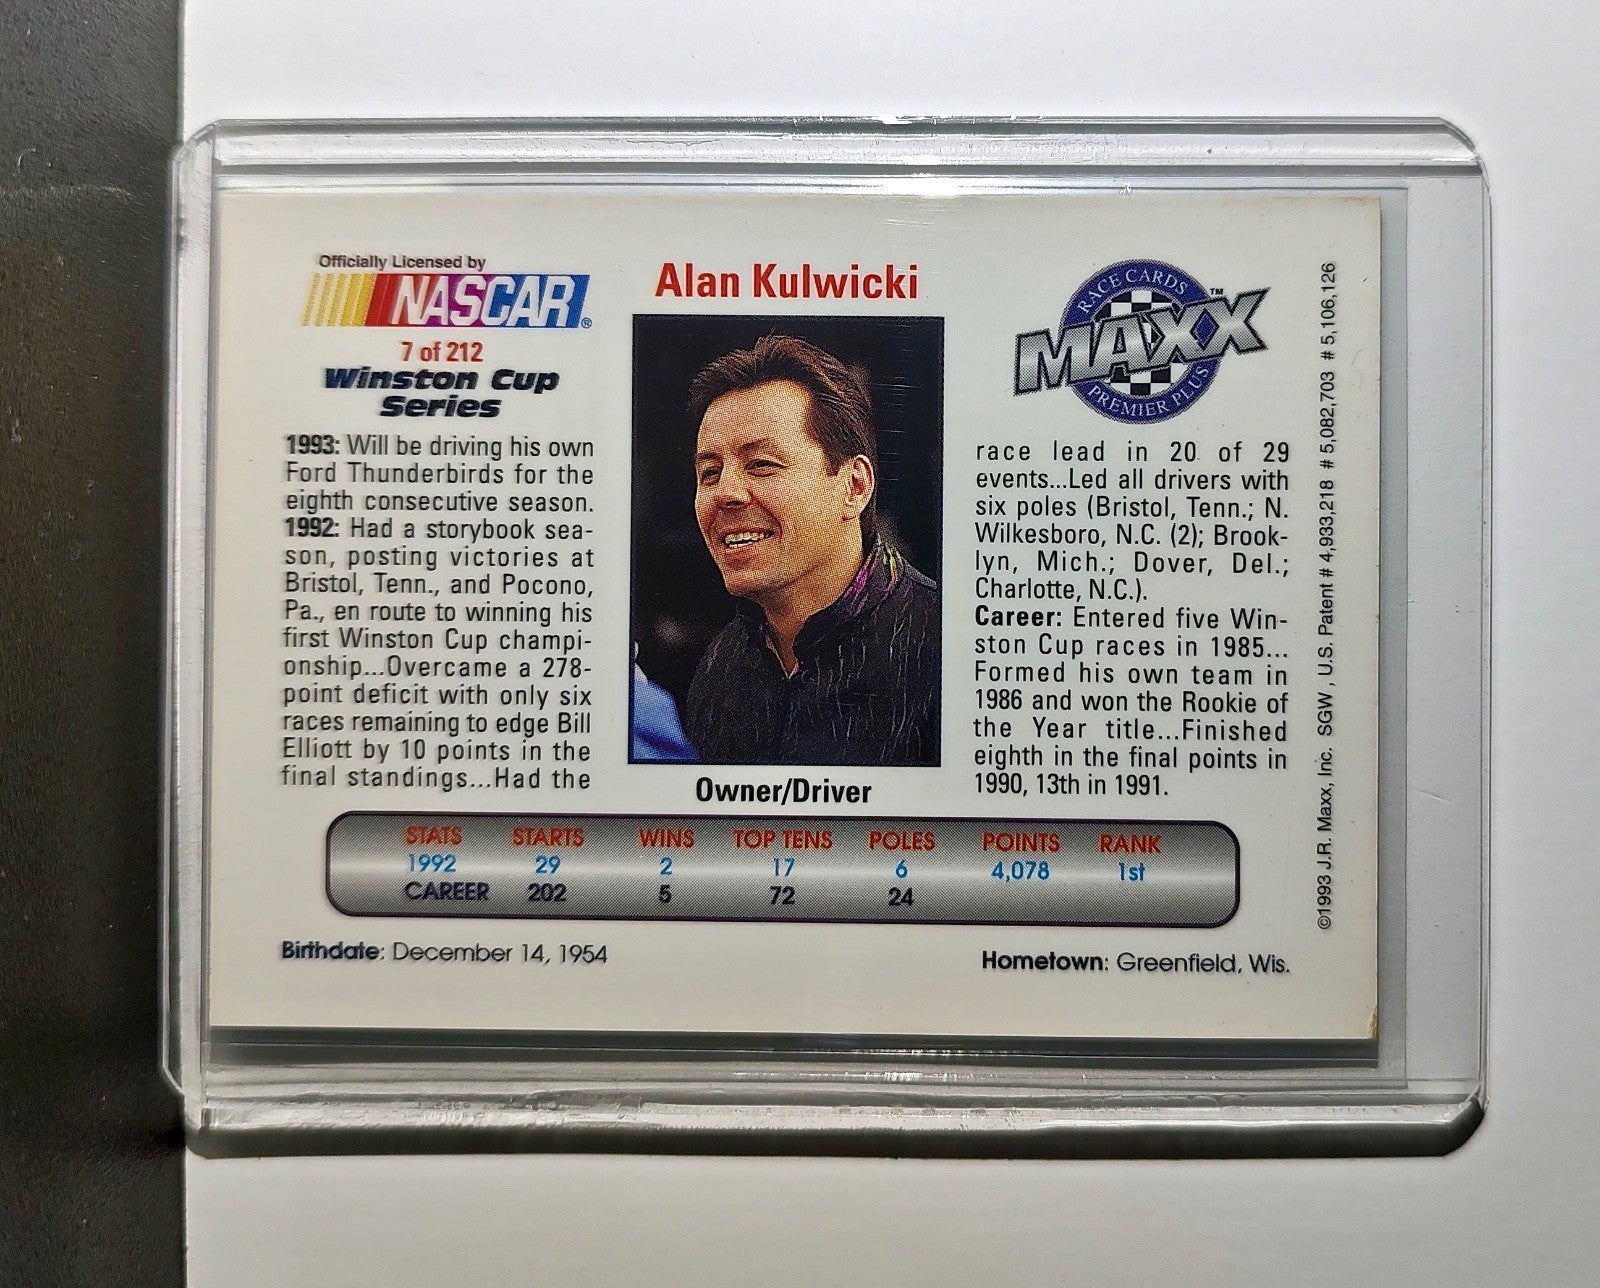 Officially Licensed by
NASCAR®
7 of 212
Winston Cup
Series
1993: Will be driving his own
Ford Thunderbirds for the
eighth consecutive season.
1992: Had a storybook sea-
son, posting victories at
Bristol, Tenn., and Pocono,
Pa., en route to winning his
first Winston Cup champi-
onship...Overcame a 278-
point deficit with only six
races remaining to edge Bill
Elliott by 10 points in the
final standings...Had the
Alan Kulwicki
Owner/Driver
RACE CARDS
MAXX™
PREMIER PLUS
race lead in 20 of 29
events...Led all drivers with
six poles (Bristol, Tenn.; N.
Wilkesboro, N.C. (2); Brook-
lyn, Mich.; Dover, Del.;
Charlotte, N.C.).
Career: Entered five Win-
ston Cup races in 1985...
Formed his own team in
1986 and won the Rookie of
the Year title...Finished
eighth in the final points in
1990, 13th in 1991.
STATS STARTS WINS TOP TENS POLES POINTS RANK
1992 29 2 17 6 4,078 1st
CAREER 202 5 72 24
Birthdate: December 14, 1954
Hometown: Greenfield, Wis.
©1993 J.R. Maxx, Inc. SGW, U.S. Patent # 4,933,218 # 5,082,703 # 5,106,126